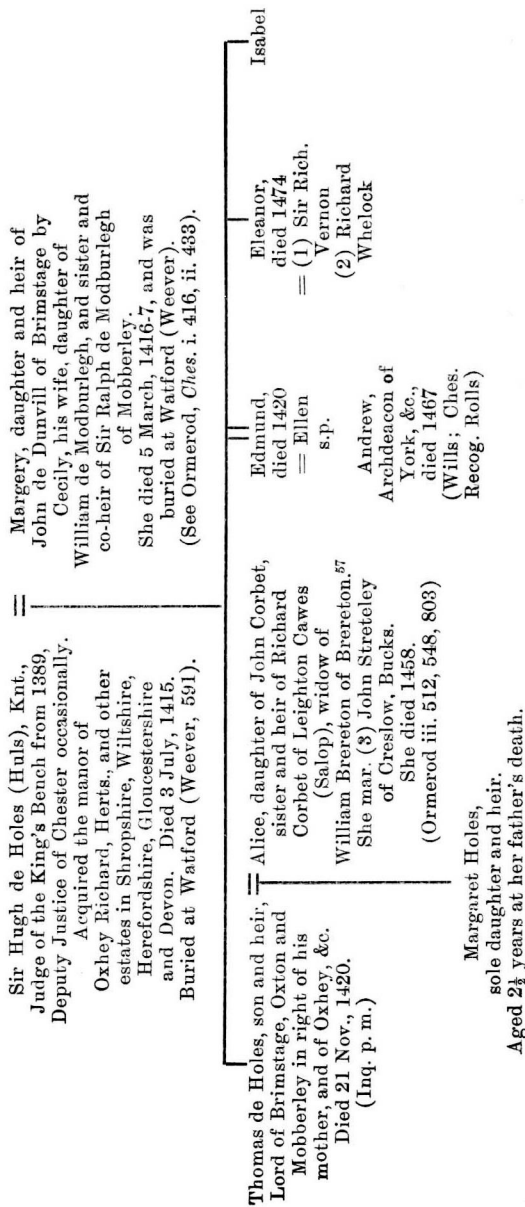 Sir Hugh de Holes (Huls), Knt.,
Judge of the King's Bench from 1389,
Deputy Justice of Chester occasionally.
Acquired the manor of
Oxhey Richard, Herts., and other
estates in Shropshire, Wiltshire,
Herefordshire, Gloucestershire
and Devon. Died 3 July, 1415.
Buried at Watford (Weever, 591).
=
Margery, daughter and heir of
John de Dunvill of Brimstage by
Cecily, his wife, daughter of
William de Modburlegh, and sister and
co-heir of Sir Ralph de Modburlegh
of Mobberley.
She died 5 March, 1416-7, and was
buried at Watford (Weever).
(See Ormerod, Ches. i. 416, ii. 433).
Thomas de Holes, son and heir,
Lord of Brimstage, Oxton and
Mobberley in right of his
mother, and of Oxhey, &c.
Died 21 Nov., 1420.
(Inq. p. m.)
=
Alice, daughter of John Corbet,
sister and heir of Richard
Corbet of Leighton Cawes
(Salop), widow of
William Brereton of Brereton.57
She mar. (3) John Streteley
of Creslow, Bucks.
She died 1458.
(Ormerod iii. 512, 548, 803)
Edmund,
died 1420
= Ellen
s.p.
Andrew,
Archdeacon of
York, &c.,
died 1467
(Wills; Ches.
Recog. Rolls)
Eleanor,
died 1474
= (1) Sir Rich.
Vernon
(2) Richard
Whelock
Isabel
Margaret Holes,
sole daughter and heir.
Aged 2½ years at her father's death.